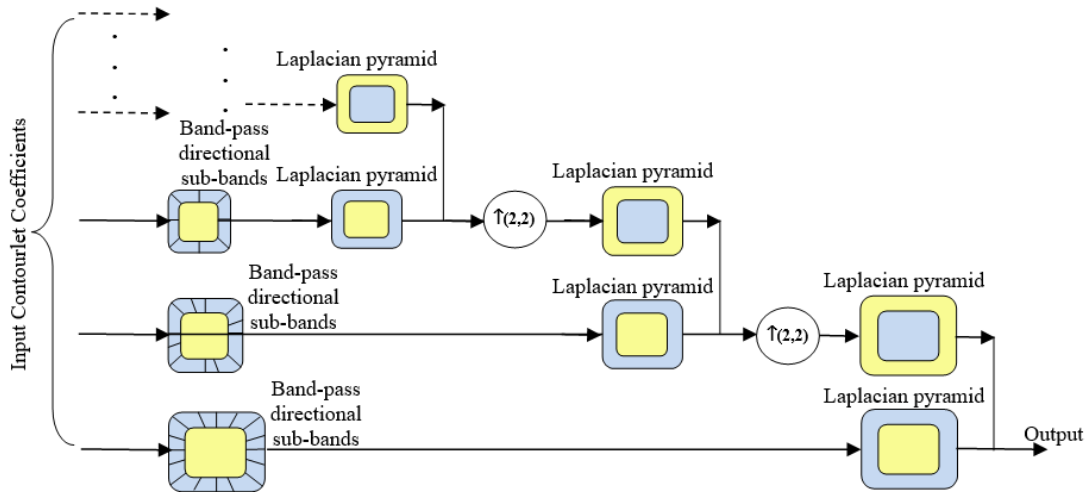 Laplacian pyramid
Input Contourlet Coefficients
Band-pass
directional
sub-bands
Laplacian pyramid
↑(2,2)
Laplacian pyramid
Band-pass
directional
sub-bands
Laplacian pyramid
↑(2,2)
Laplacian pyramid
Band-pass
directional
sub-bands
Laplacian pyramid
Output